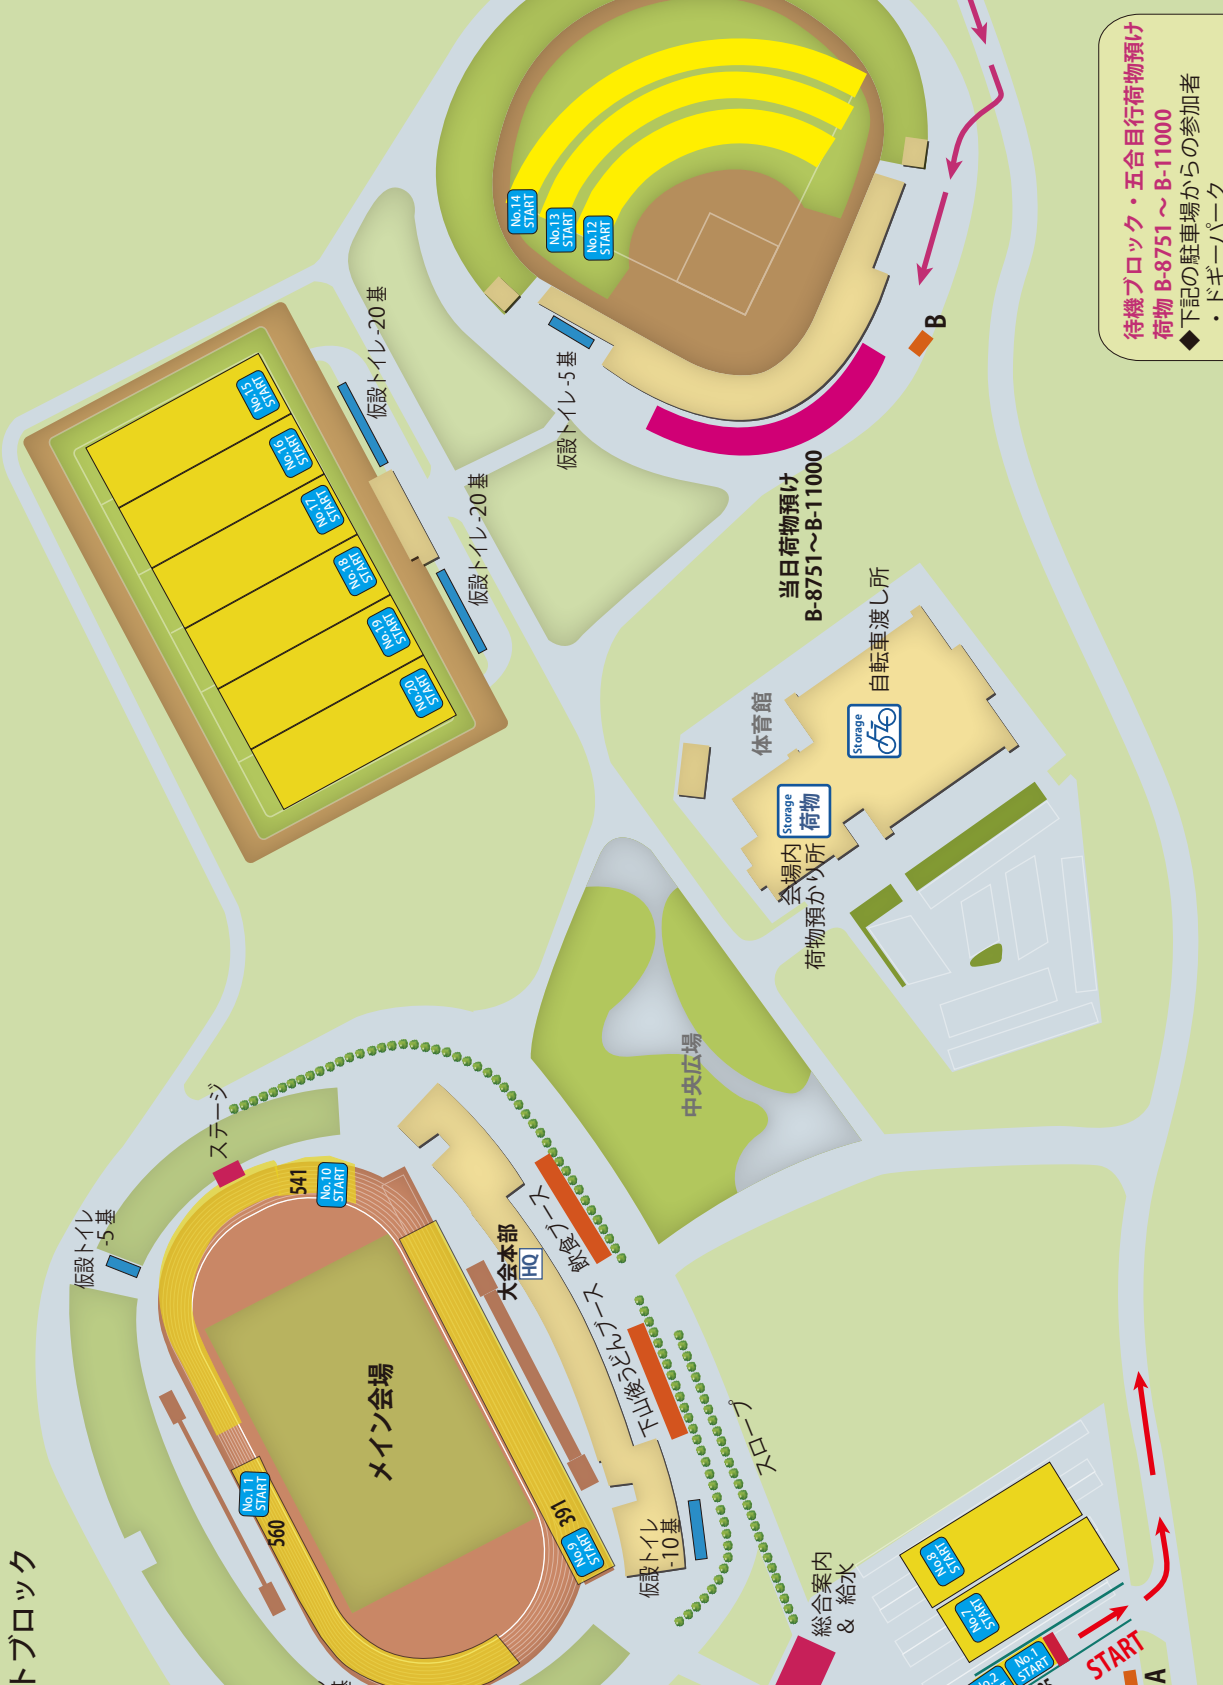 トブロック
メイン会場
仮設トイレ
-5基
ステージ
541
No.10
START
No.11
START
560
391
No.9
START
大会本部
HQ
飲食ブース
下山後うどんブース
仮設トイレ
-10基
スロープ
総合案内
& 給水
No.8
START
No.7
START
No.1
START
No.2
START
A
中央広場
No.20
START
No.19
START
No.18
START
No.17
START
No.16
START
No.15
START
仮設トイレ-20基
仮設トイレ-20基
仮設トイレ-5基
No.14
START
No.13
START
No.12
START
B
当日荷物預け
B-8751～B-11000
体育館
自転車渡し所
Storage
Storage
荷物
会場内
荷物預かり所
待機ブロック・五合目行荷物預け
荷物 B-8751 ～ B-11000
◆下記の駐車場からの参加者
・ドギーパーク
基